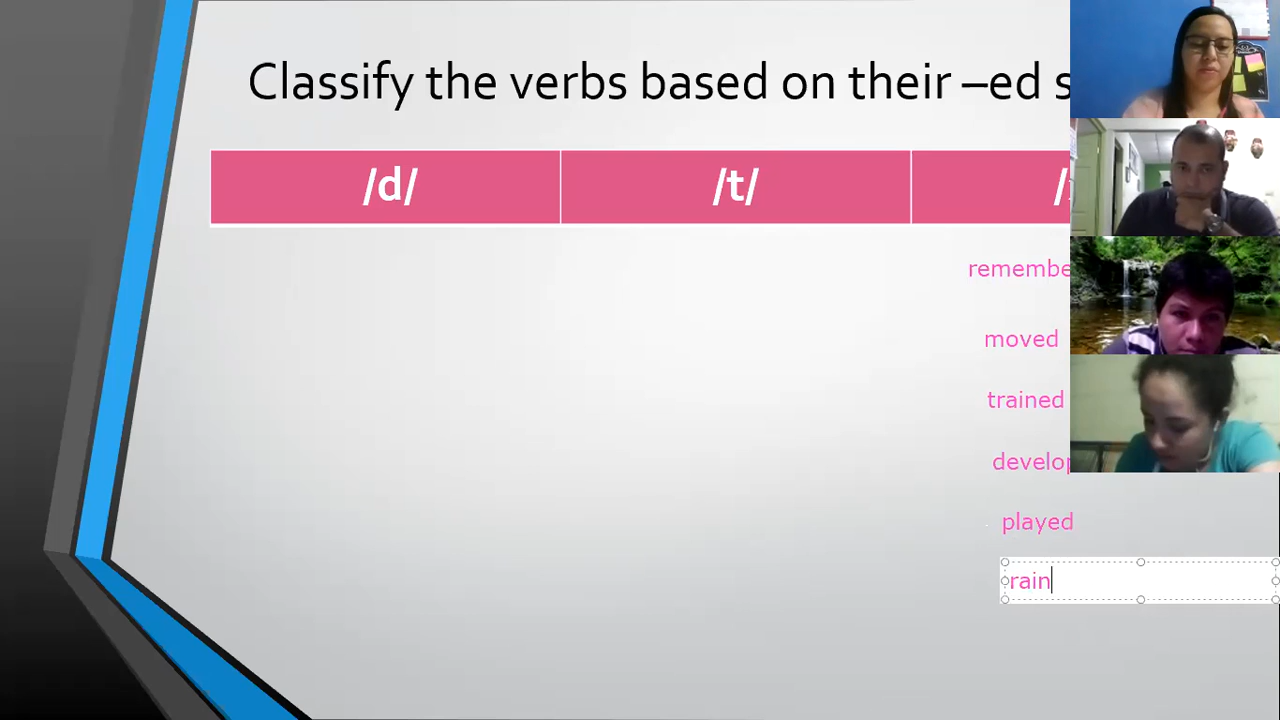 Classify the verbs based on their –ed s
/d/ /t/ /
remembe
moved
trained
develop
played
rain